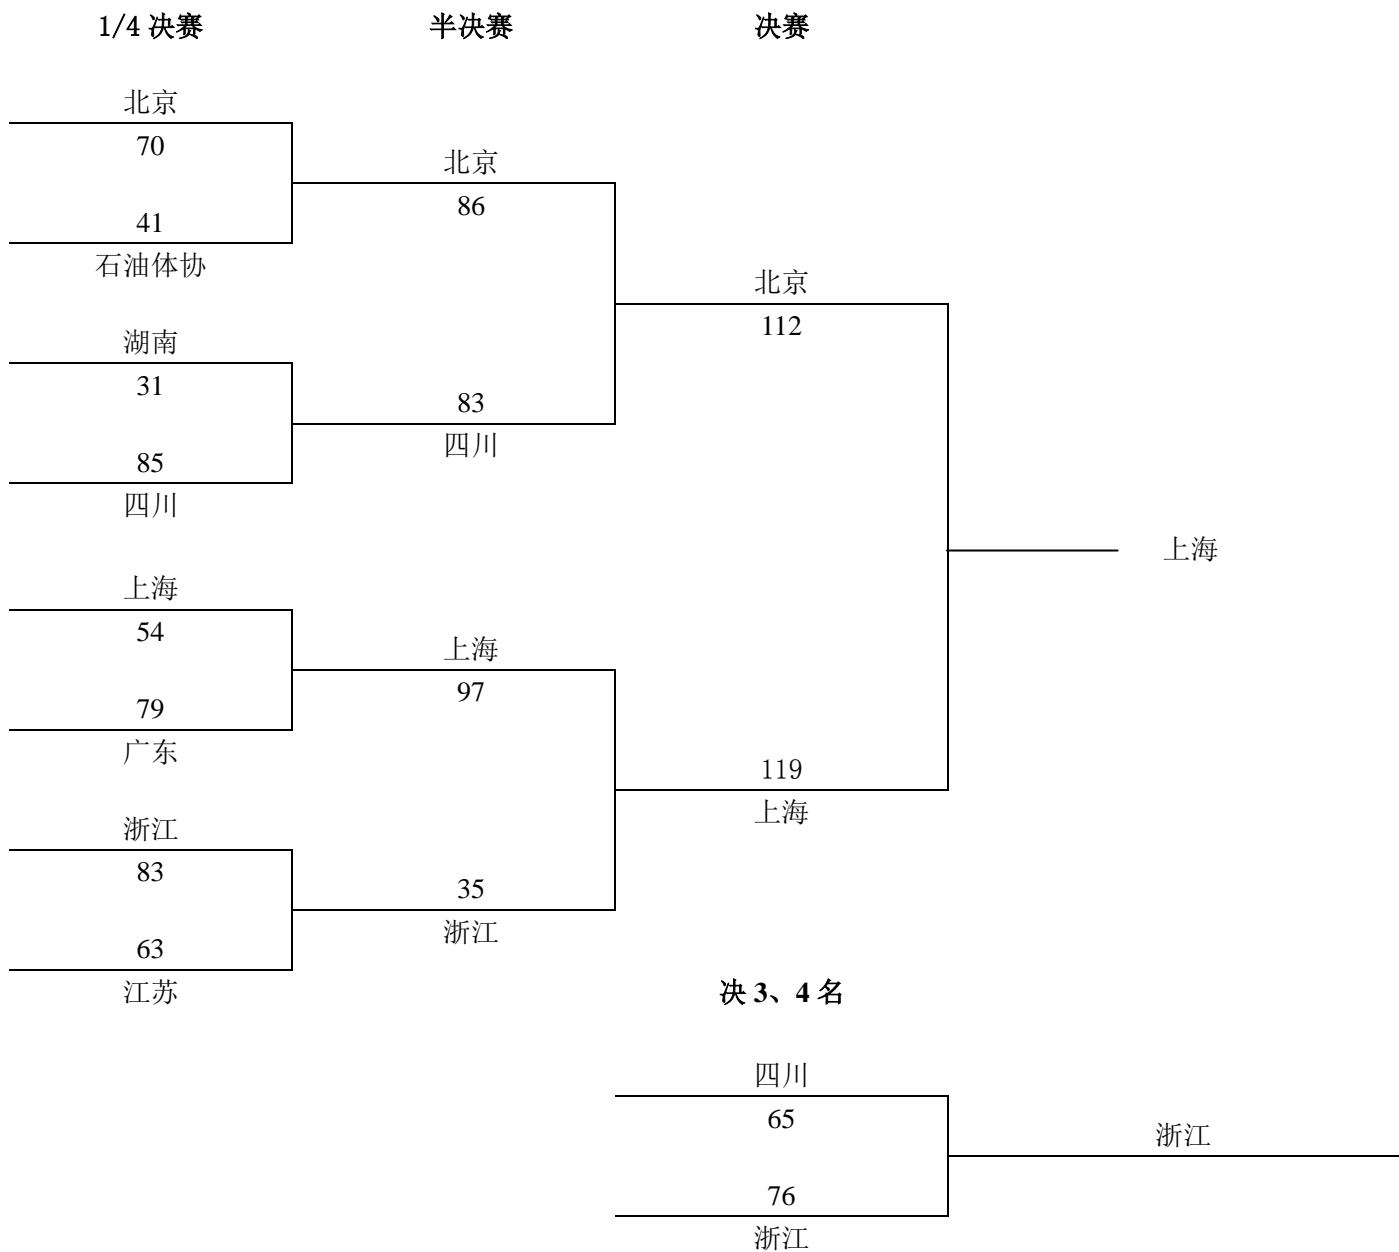 1/4 决赛 半决赛 决赛
北京
70
41
石油体协
北京
86
湖南
31
85
四川
83
四川
北京
112
上海
54
79
广东
上海
97
浙江
83
63
江苏
35
浙江
119
上海
上海
决 3、4 名
四川
65
76
浙江
浙江